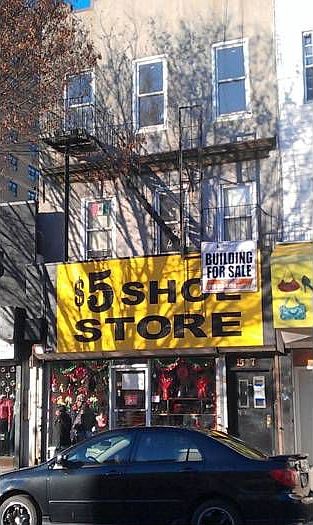 BUILDING
FOR SALE
$5 SHOE
STORE